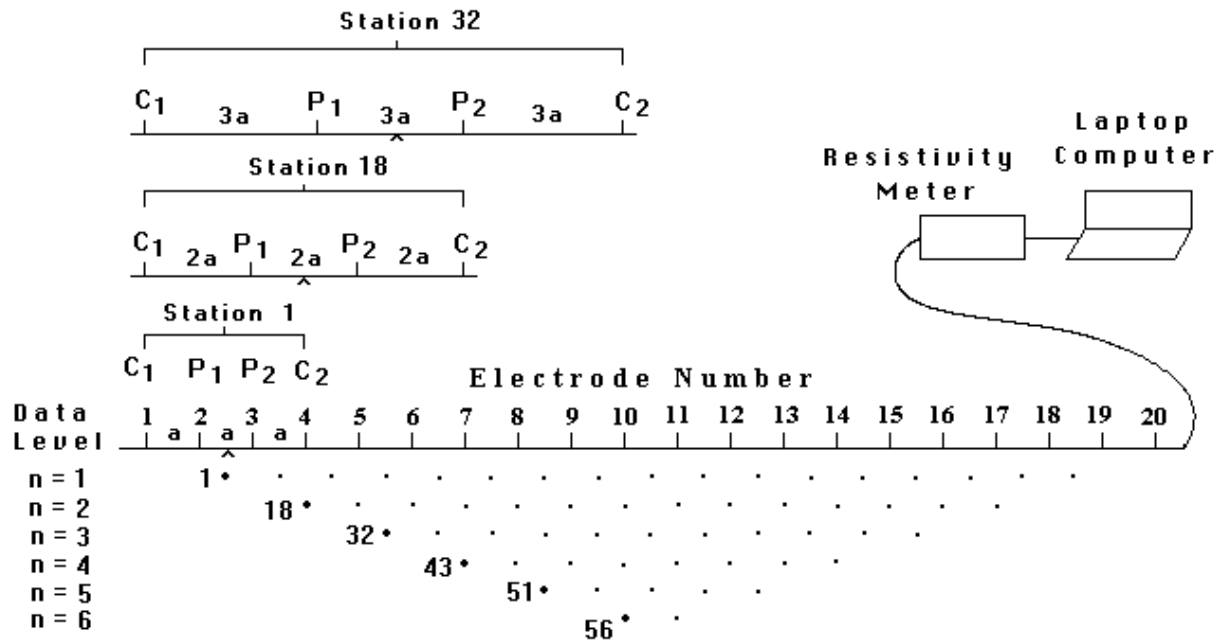 Station 32
C1 3a P1 3a P2 3a C2
Station 18
C1 2a P1 2a P2 2a C2
Resistivity
Meter
Laptop
Computer
Station 1
C1 P1 P2 C2
Electrode Number
Data
Level
1 2 3 4 5 6 7 8 9 10 11 12 13 14 15 16 17 18 19 20
a a a
n = 1 1
n = 2 18
n = 3 32
n = 4 43
n = 5 51
n = 6 56